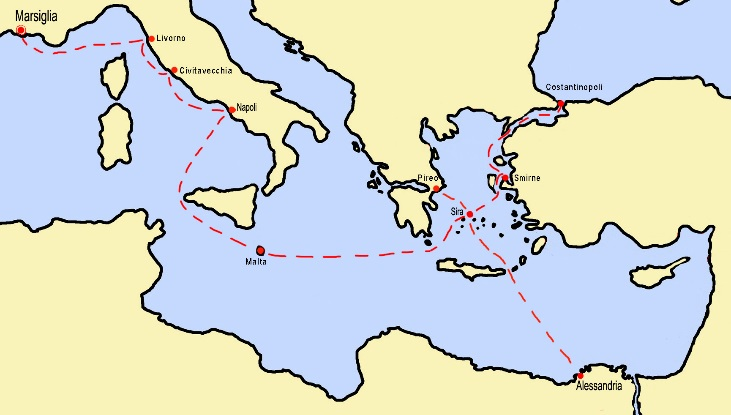 Marsiglia
Livorno
Civitavecchia
Napoli
Costantinopoli
Pireo
Smirne
Sira
Malta
Alessandria